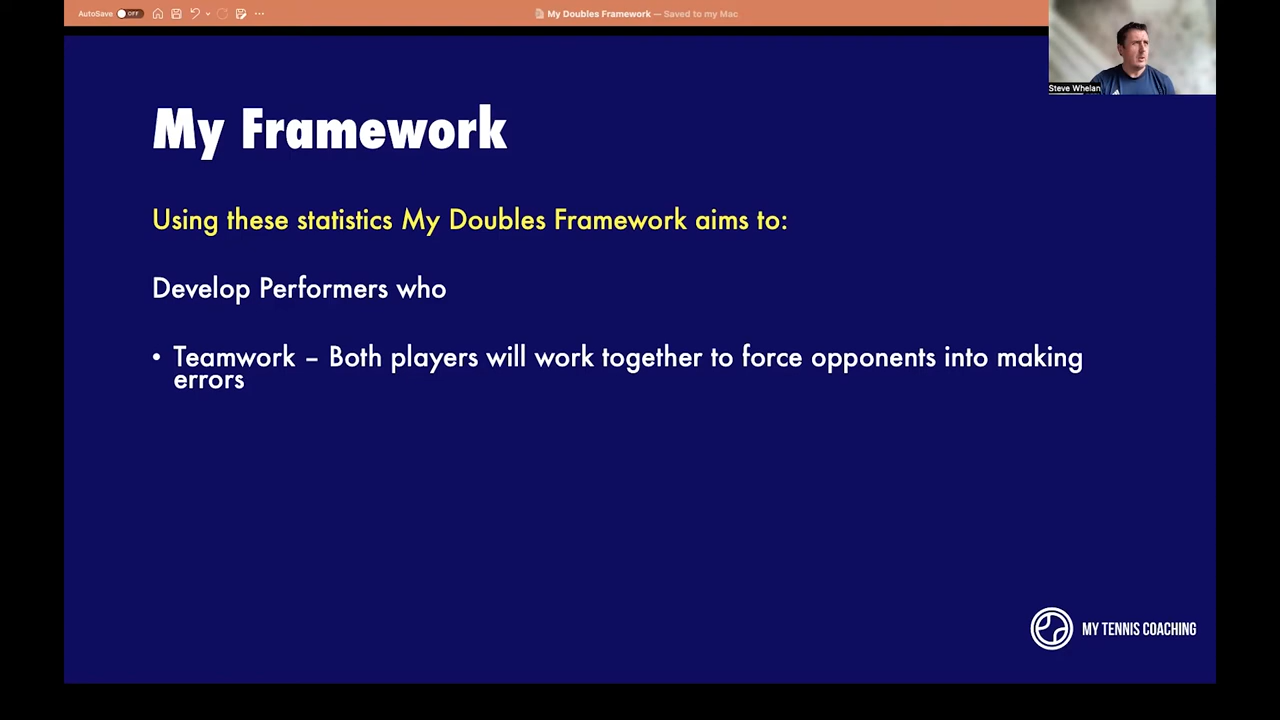 AutoSave OFF
My Doubles Framework — Saved to my Mac
Steve Whelan
My Framework
Using these statistics My Doubles Framework aims to:
Develop Performers who
• Teamwork – Both players will work together to force opponents into making
errors
MY TENNIS COACHING